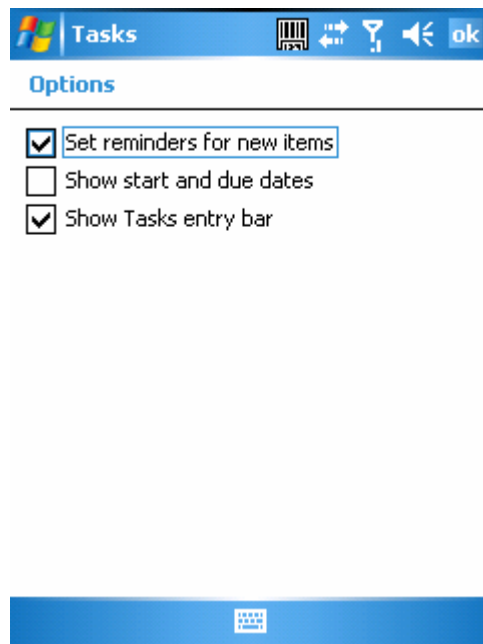 Tasks
ok
Options
Set reminders for new items
Show start and due dates
Show Tasks entry bar